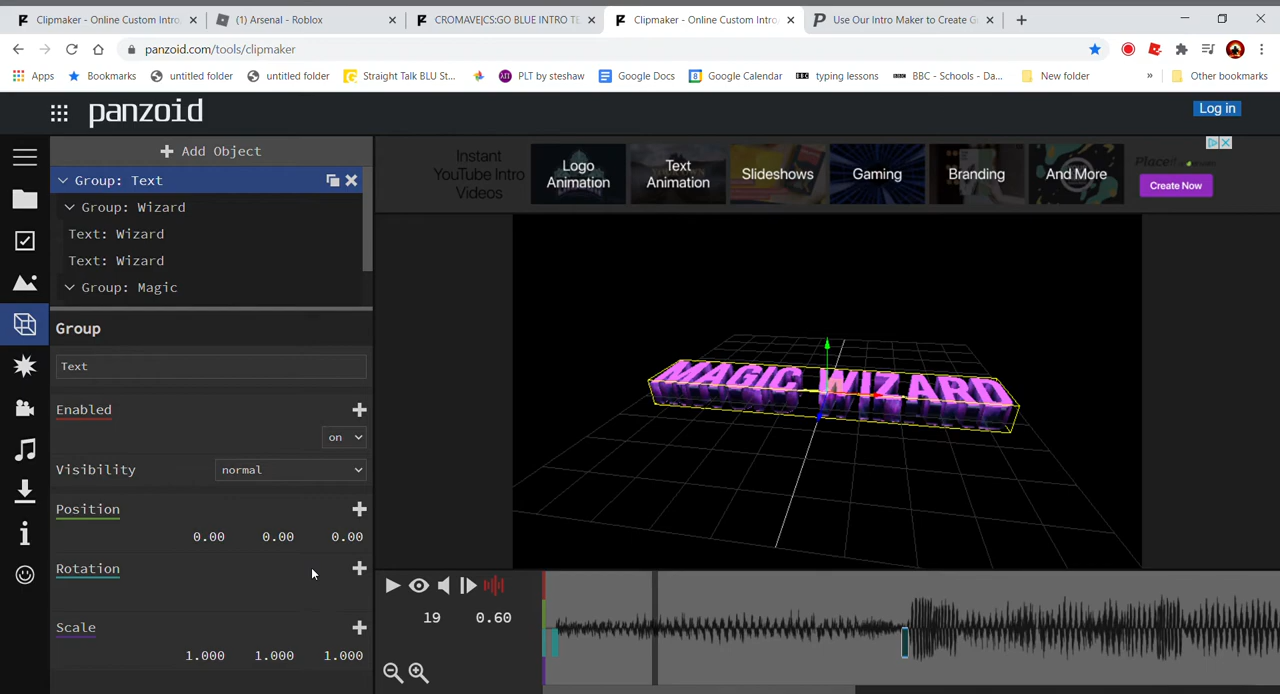 Clipmaker - Online Custom Intro.
(1) Arsenal - Roblox
CROMAVE|CS:GO BLUE INTRO TE
Clipmaker - Online Custom Intro
Use Our Intro Maker to Create G
panzoid.com/tools/clipmaker
Apps
Bookmarks
untitled folder
untitled folder
Straight Talk BLU St...
PLT by steshaw
Google Docs
Google Calendar
typing lessons
BBC - Schools - Da...
New folder
»
Other bookmarks
panzoid
Log in
Add Object
Group: Text
Group: Wizard
Text: Wizard
Text: Wizard
Group: Magic
Group
Text
Enabled
on
Visibility
normal
Position
0.00 0.00 0.00
Rotation
Scale
1.000 1.000 1.000
Instant
YouTube Intro
Videos
Logo
Animation
Text
Animation
Slideshows
Gaming
Branding
And More
Placeit
Create Now
MAGIC WIZARD
19
0.60